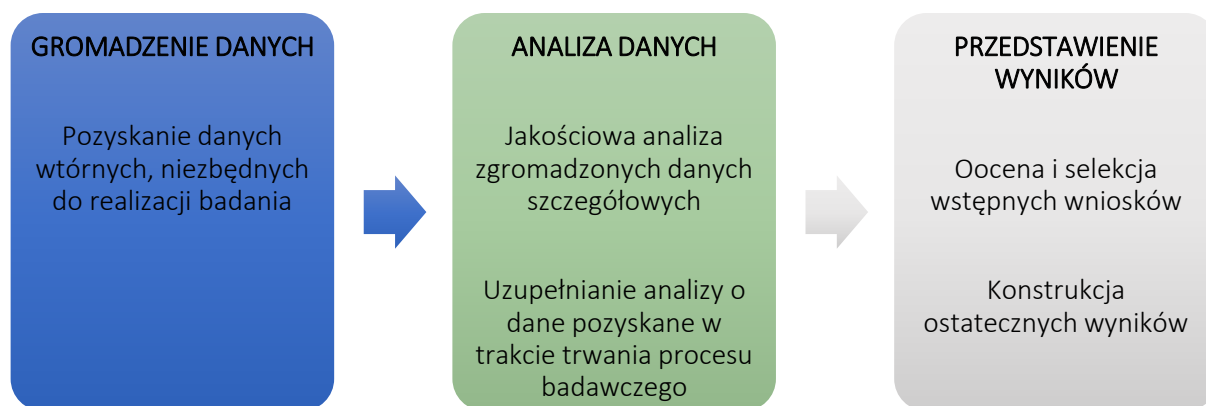 GROMADZENIE DANYCH
Pozyskanie danych
wtórnych, niezbędnych
do realizacji badania
ANALIZA DANYCH
Jakościowa analiza
zgromadzonych danych
szczegółowych
Uzupełnianie analizy o
dane pozyskane w
trakcie trwania procesu
badawczego
PRZEDSTAWIENIE
WYNIKÓW
Oocena i selekcja
wstępnych wniosków
Konstrukcja
ostatecznych wyników